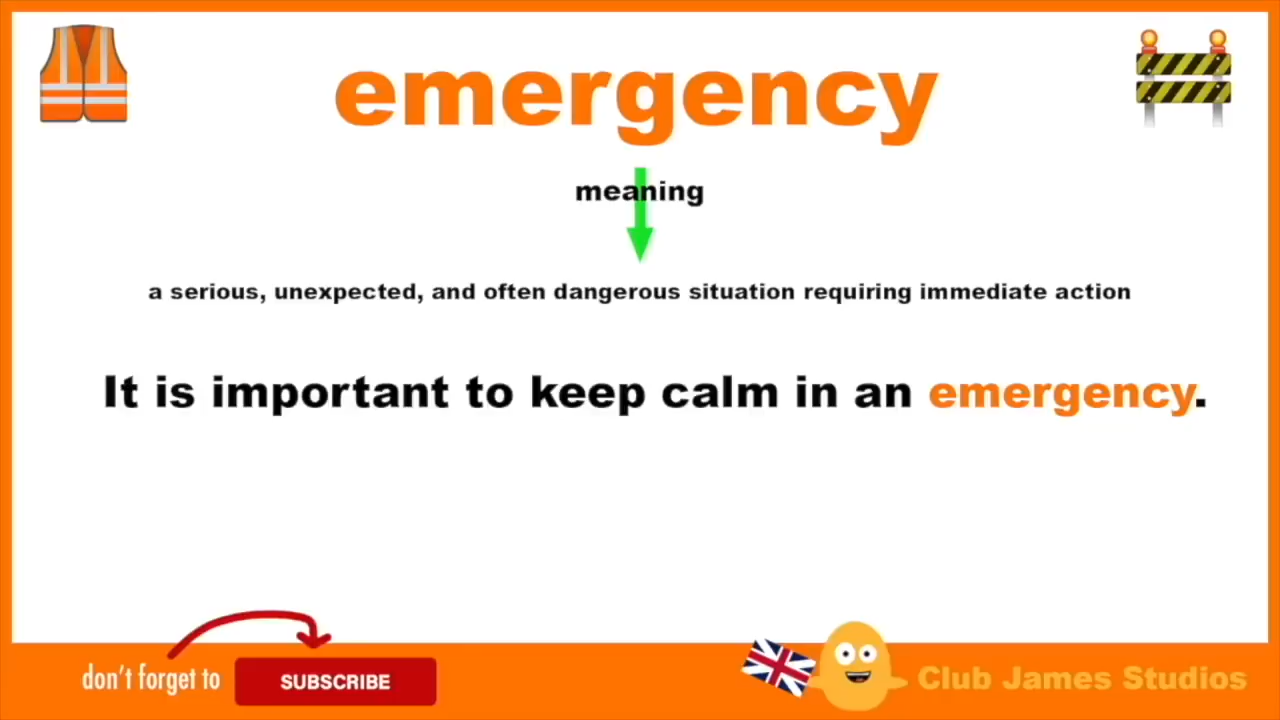 emergency
meaning
a serious, unexpected, and often dangerous situation requiring immediate action
It is important to keep calm in an emergency.
don't forget to SUBSCRIBE
Club James Studios